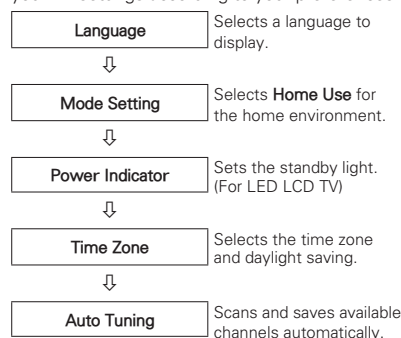 Language
Selects a language to
display.
Mode Setting
Selects Home Use for
the home environment.
Power Indicator
Sets the standby light.
(For LED LCD TV)
Time Zone
Selects the time zone
and daylight saving.
Auto Tuning
Scans and saves available
channels automatically.